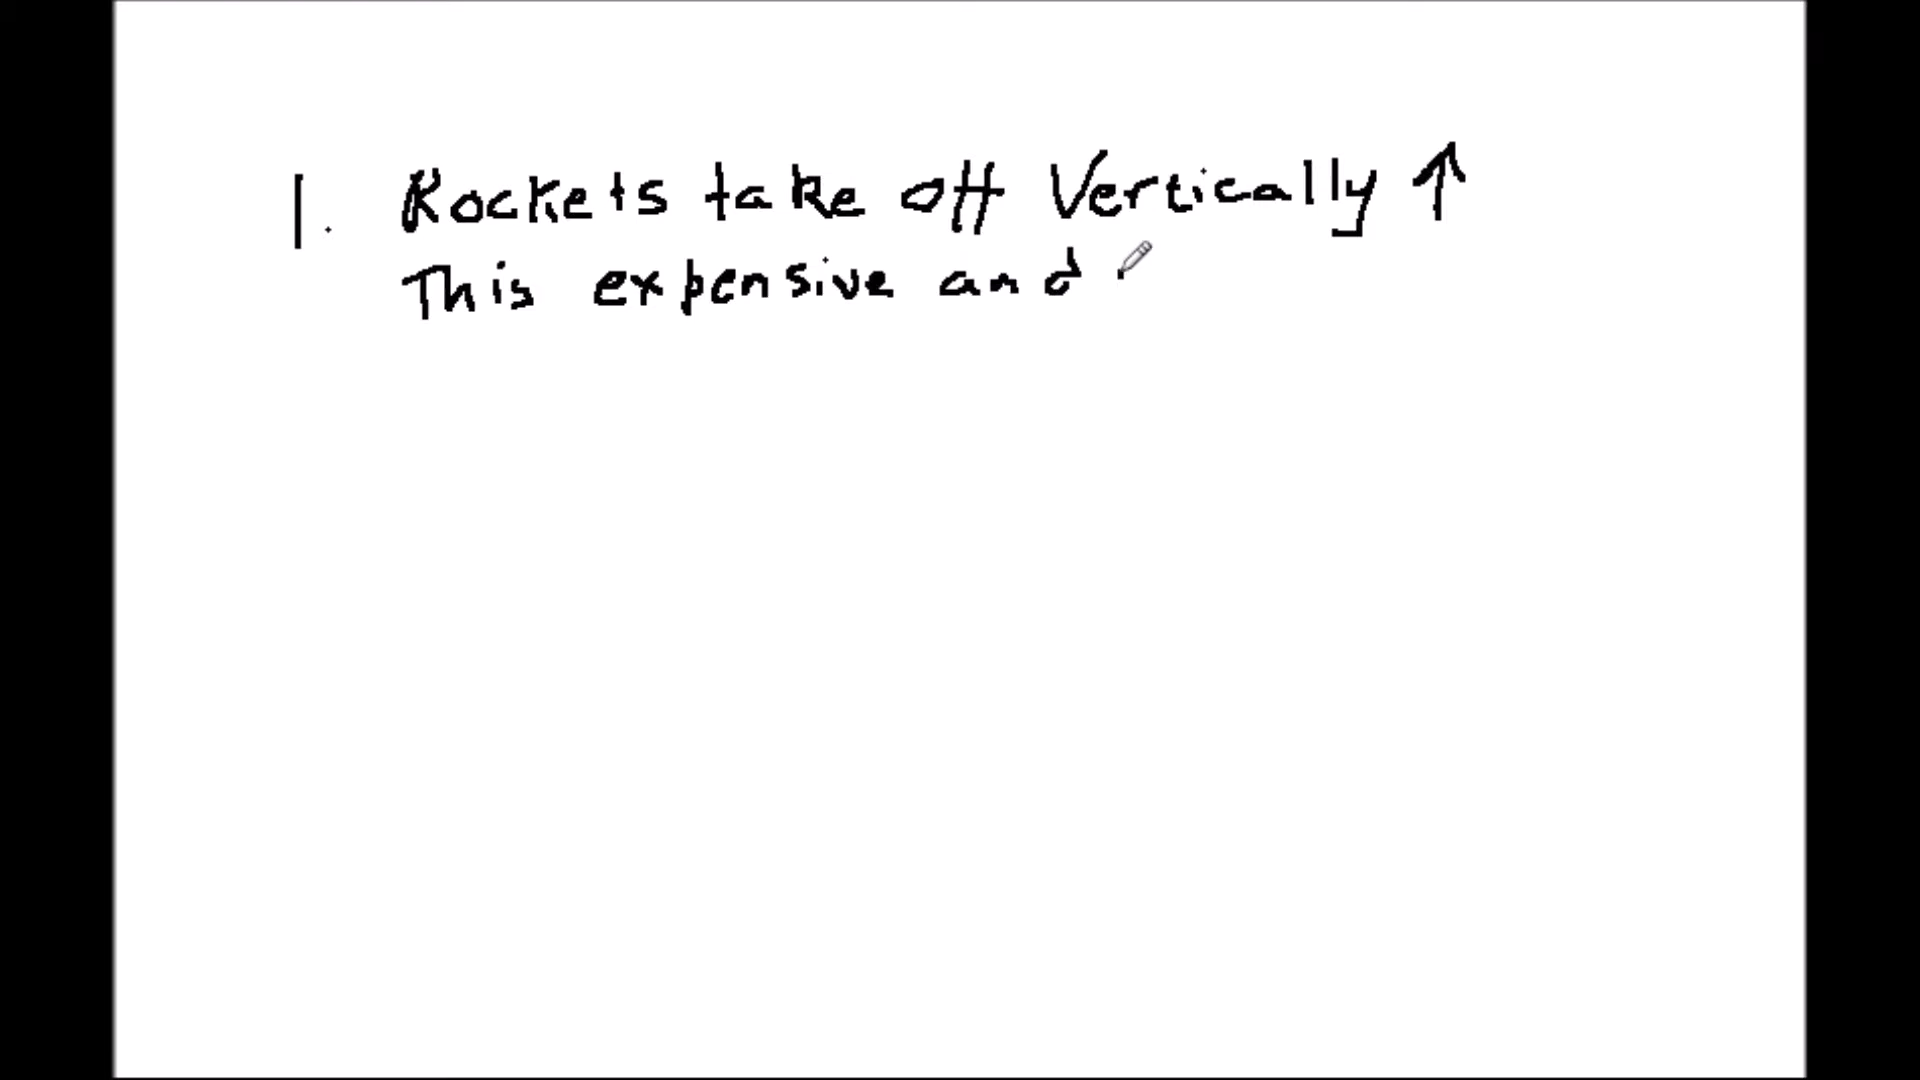 1. Rockets take off Vertically ↑
This expensive and